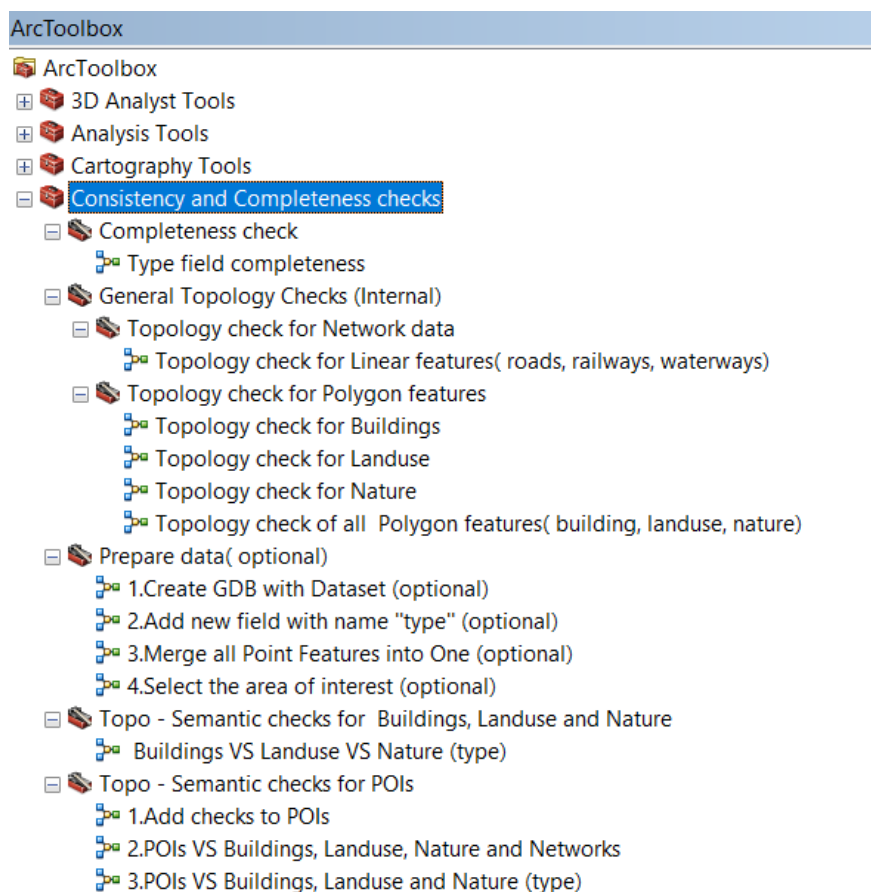 ArcToolbox
ArcToolbox
3D Analyst Tools
Analysis Tools
Cartography Tools
Consistency and Completeness checks
Completeness check
Type field completeness
General Topology Checks (Internal)
Topology check for Network data
Topology check for Linear features( roads, railways, waterways)
Topology check for Polygon features
Topology check for Buildings
Topology check for Landuse
Topology check for Nature
Topology check of all  Polygon features( building, landuse, nature)
Prepare data( optional)
1.Create GDB with Dataset (optional)
2.Add new field with name "type" (optional)
3.Merge all Point Features into One (optional)
4.Select the area of interest (optional)
Topo - Semantic checks for  Buildings, Landuse and Nature
Buildings VS Landuse VS Nature (type)
Topo - Semantic checks for POIs
1.Add checks to POIs
2.POIs VS Buildings, Landuse, Nature and Networks
3.POIs VS Buildings, Landuse and Nature (type)